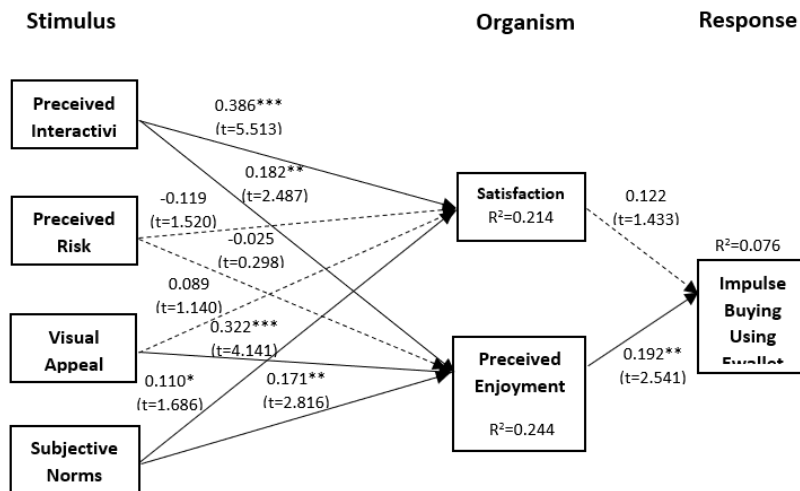 Stimulus
Organism
Response
Preceived
Interactivi
Preceived
Risk
Visual
Appeal
Subjective
Norms
0.386***
(t=5.513)
0.182**
(t=2.487)
-0.119
(t=1.520)
-0.025
(t=0.298)
0.089
(t=1.140)
0.322***
(t=4.141)
0.110*
(t=1.686)
0.171**
(t=2.816)
Satisfaction
R²=0.214
Preceived
Enjoyment
R²=0.244
0.122
(t=1.433)
0.192**
(t=2.541)
R²=0.076
Impulse
Buying
Using